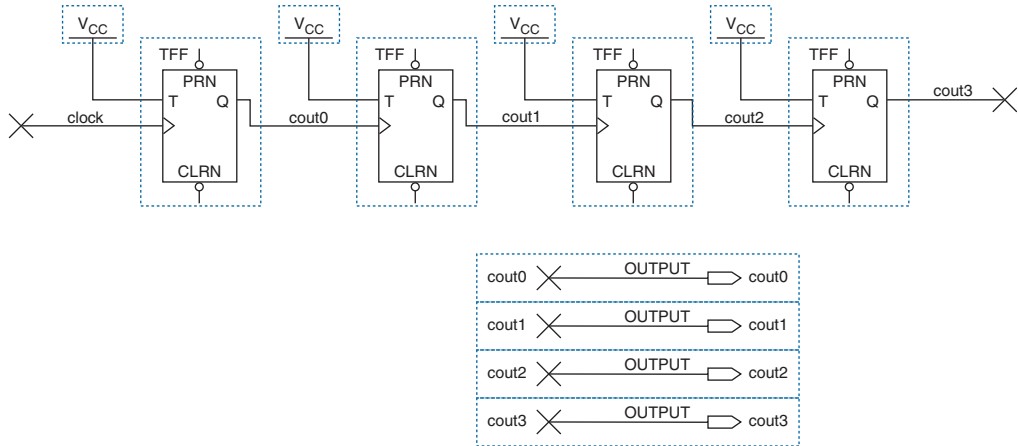 VCC VCC VCC VCC
TFF TFF TFF TFF
PRN PRN PRN PRN
T Q T Q T Q T Q cout3
clock cout0 cout1 cout2
CLRN CLRN CLRN CLRN
cout0 OUTPUT cout0
cout1 OUTPUT cout1
cout2 OUTPUT cout2
cout3 OUTPUT cout3